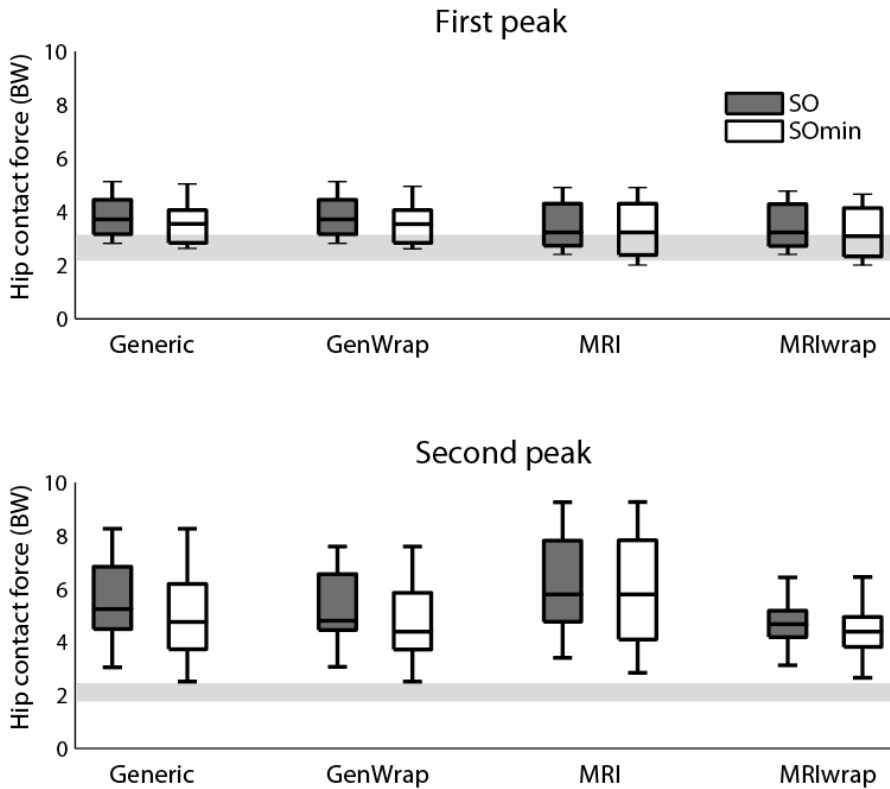 First peak
Hip contact force (BW)
10
8
6
4
2
0
SO
SOmin
Generic GenWrap MRI MRIwrap
Second peak
Hip contact force (BW)
10
8
6
4
2
0
Generic GenWrap MRI MRIwrap